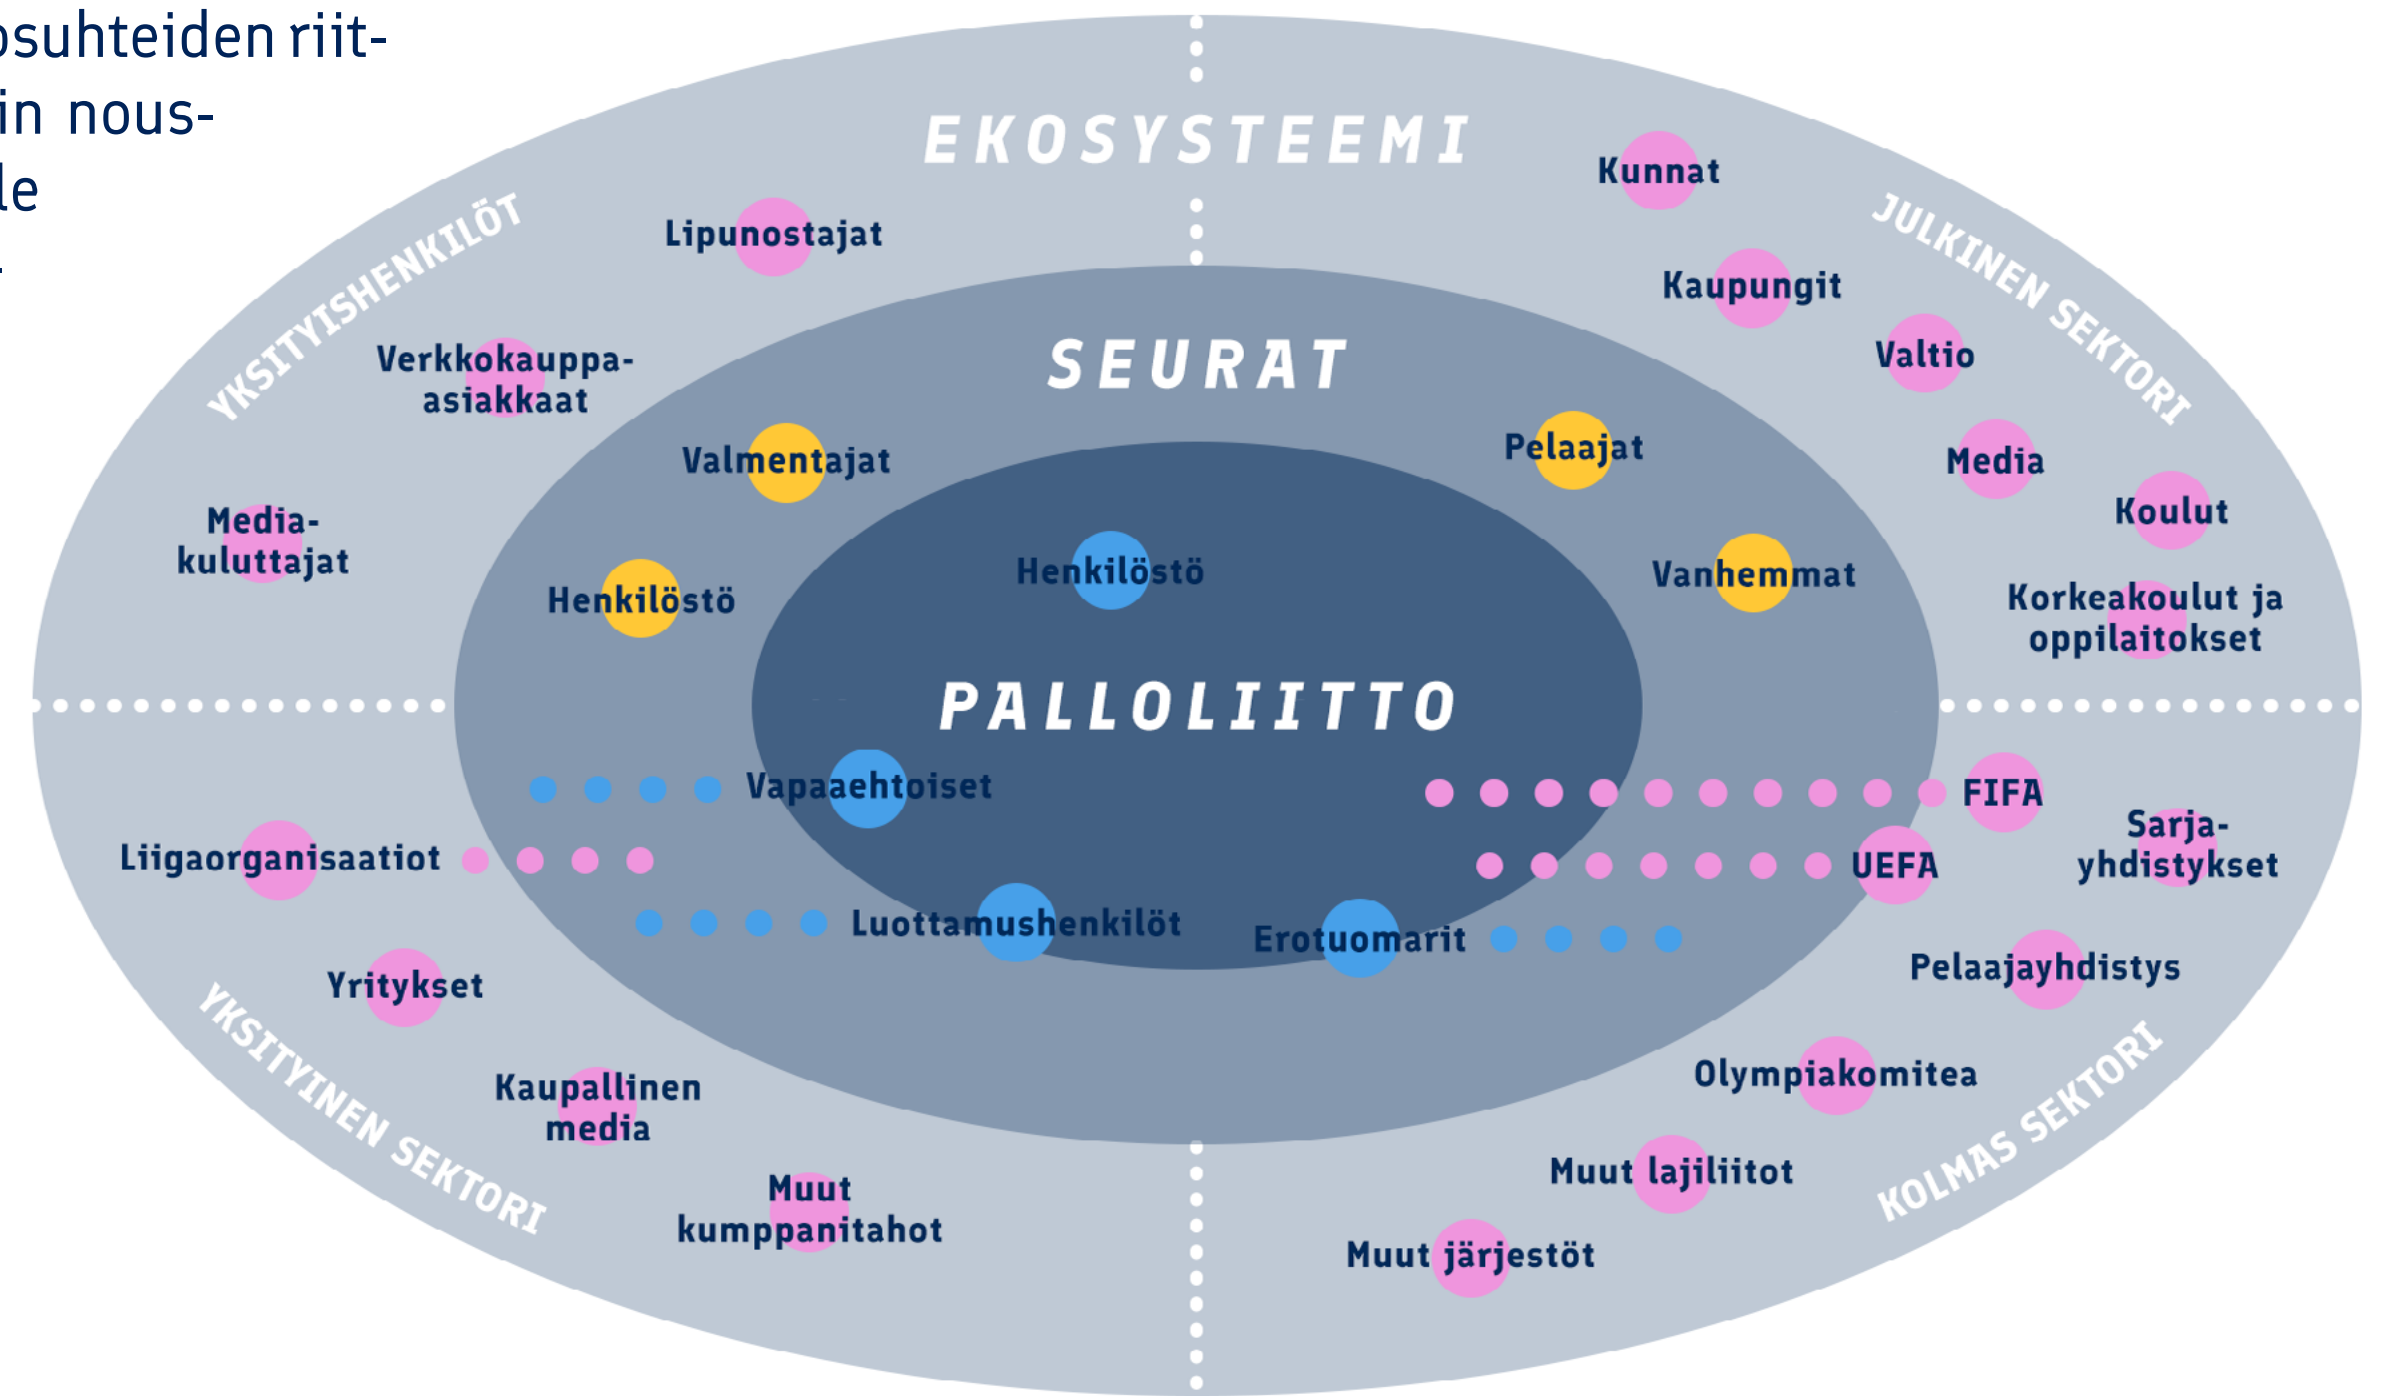 osuhteiden riit-
in nous-
le
EKOSYSTEEMI
YKSITYISHENKILÖT
Lipunostajat
Verkkokauppa-
asiakkaat
Media-
kuluttajat
JULKINEN SEKTORI
Kunnat
Kaupungit
Valtio
Media
Koulut
Korkeakoulut ja
oppilaitokset
SEURAT
Valmentajat
Henkilöstö
Pelaajat
Vanhemmat
Henkilöstö
PALLOLIITTO
Vapaaehtoiset
Luottamushenkilöt
Erotuomarit
Liigaorganisaatiot
Yritykset
Kaupallinen
media
Muut
kumppanitahot
YKSITYINEN SEKTORI
FIFA
UEFA
Sarja-
yhdistykset
Pelaajayhdistys
Olympiakomitea
Muut lajiliitot
Muut järjestöt
KOLMAS SEKTORI